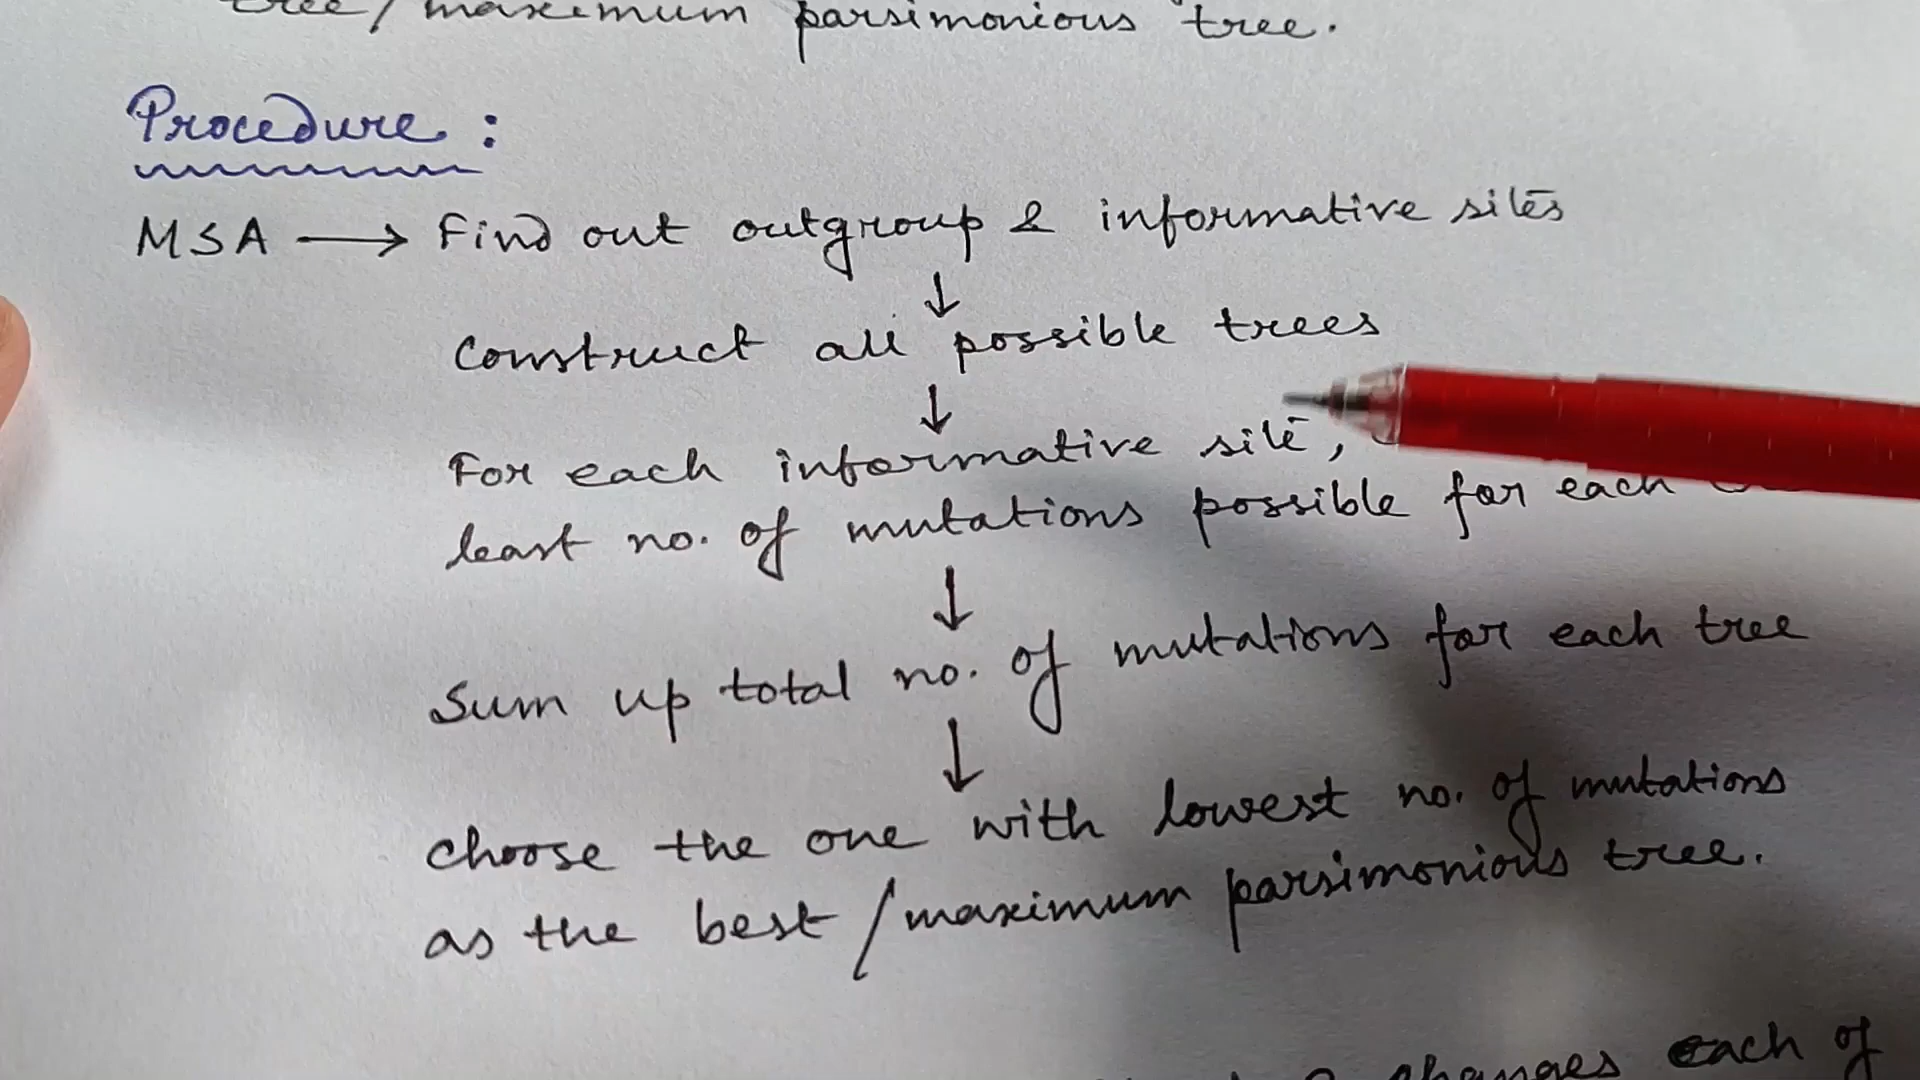 tree/maximum parsimonious tree.
Procedure :
MSA → Find out outgroup & informative sites
↓
Construct all possible trees
↓
For each informative site,
least no. of mutations possible for each
↓
Sum up total no. of mutations for each tree
↓
choose the one with lowest no. of mutations
as the best/maximum parsimonious tree.
changes each of